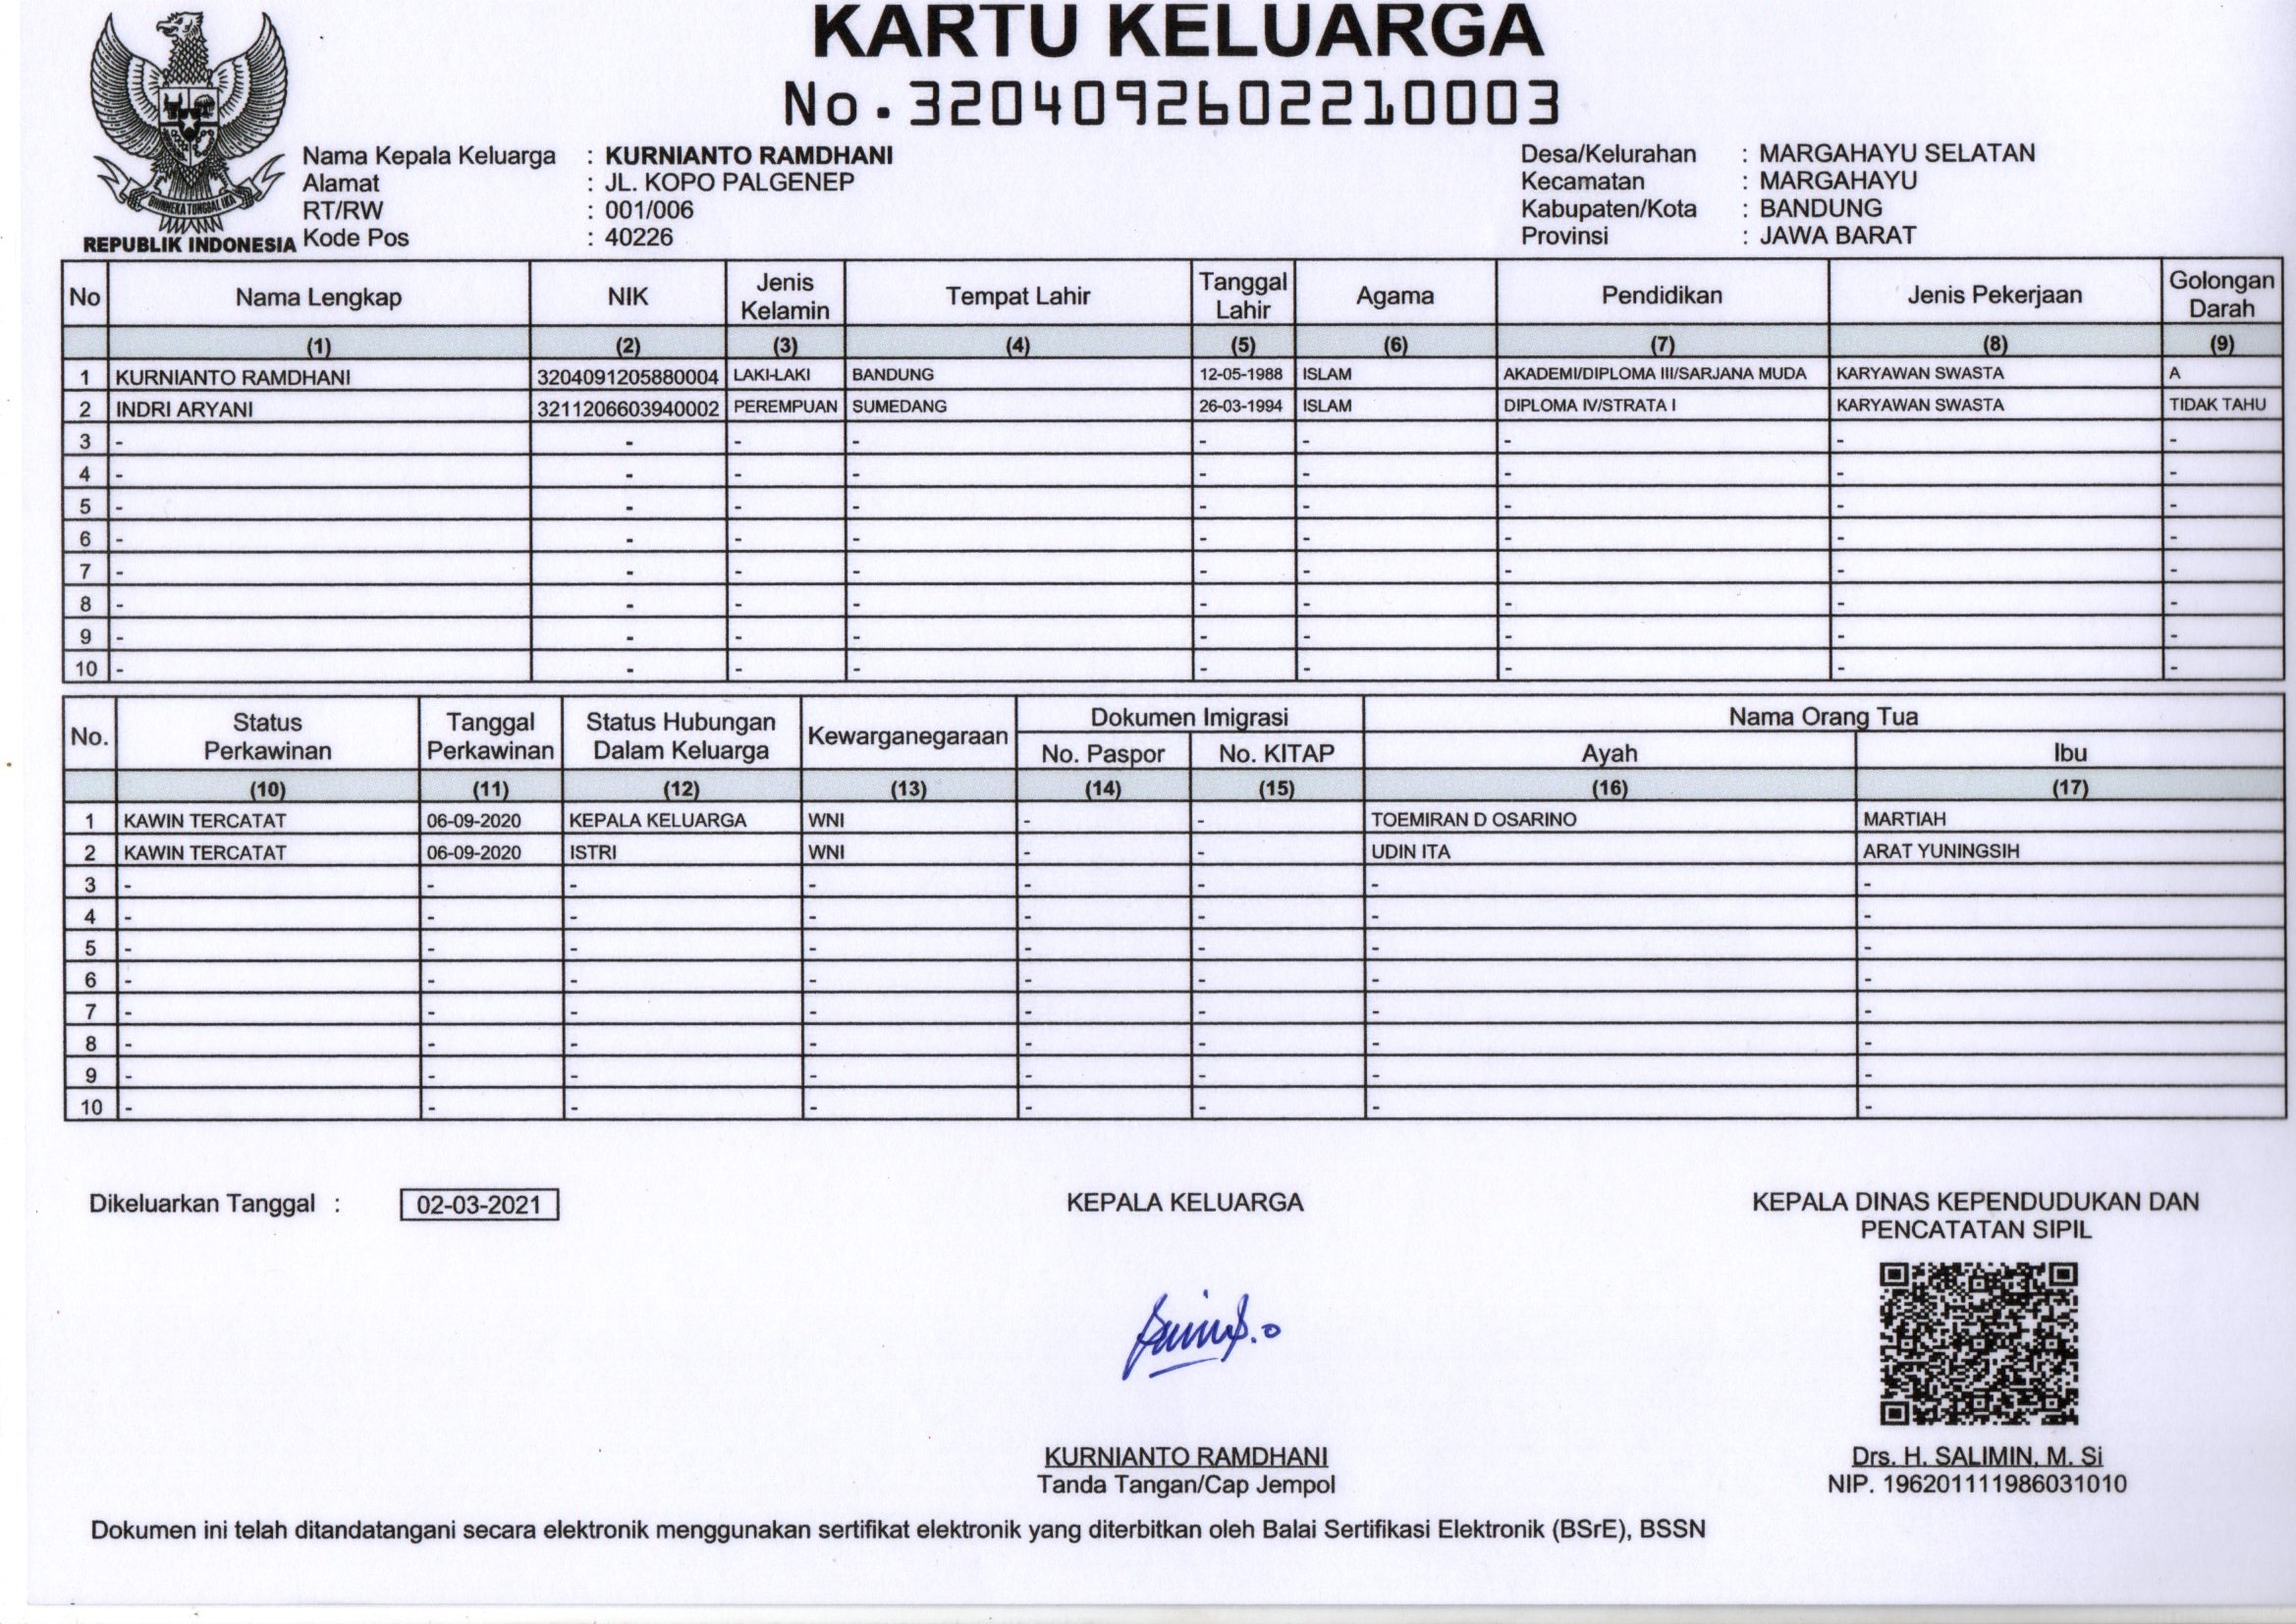 KARTU KELUARGA
No.3204092602210003
BHINNEKA TUNGGAL IKA
REPUBLIK INDONESIA
Nama Kepala Keluarga : KURNIANTO RAMDHANI
Alamat : JL. KOPO PALGENEP
RT/RW : 001/006
Kode Pos : 40226
Desa/Kelurahan : MARGAHAYU SELATAN
Kecamatan : MARGAHAYU
Kabupaten/Kota : BANDUNG
Provinsi : JAWA BARAT
No Nama Lengkap NIK Jenis Kelamin Tempat Lahir Tanggal Lahir Agama Pendidikan Jenis Pekerjaan Golongan Darah
(1) (2) (3) (4) (5) (6) (7) (8) (9)
1 KURNIANTO RAMDHANI 3204091205880004 LAKI-LAKI BANDUNG 12-05-1988 ISLAM AKADEMI/DIPLOMA III/SARJANA MUDA KARYAWAN SWASTA A
2 INDRI ARYANI 3211206603940002 PEREMPUAN SUMEDANG 26-03-1994 ISLAM DIPLOMA IV/STRATA I KARYAWAN SWASTA TIDAK TAHU
3 - - - - - - - - -
4 - - - - - - - - -
5 - - - - - - - - -
6 - - - - - - - - -
7 - - - - - - - - -
8 - - - - - - - - -
9 - - - - - - - - -
10 - - - - - - - - -
No. Status Perkawinan Tanggal Perkawinan Status Hubungan Dalam Keluarga Kewarganegaraan Dokumen Imigrasi Nama Orang Tua
No. Paspor No. KITAP Ayah Ibu
(10) (11) (12) (13) (14) (15) (16) (17)
1 KAWIN TERCATAT 06-09-2020 KEPALA KELUARGA WNI - - TOEMIRAN D OSARINO MARTIAH
2 KAWIN TERCATAT 06-09-2020 ISTRI WNI - - UDIN ITA ARAT YUNINGSIH
3 - - - - - - - -
4 - - - - - - - -
5 - - - - - - - -
6 - - - - - - - -
7 - - - - - - - -
8 - - - - - - - -
9 - - - - - - - -
10 - - - - - - - -
Dikeluarkan Tanggal : 02-03-2021
KEPALA KELUARGA
KURNIANTO RAMDHANI
Tanda Tangan/Cap Jempol
KEPALA DINAS KEPENDUDUKAN DAN
PENCATATAN SIPIL
Drs. H. SALIMIN, M. Si
NIP. 196201111986031010
Dokumen ini telah ditandatangani secara elektronik menggunakan sertifikat elektronik yang diterbitkan oleh Balai Sertifikasi Elektronik (BSrE), BSSN